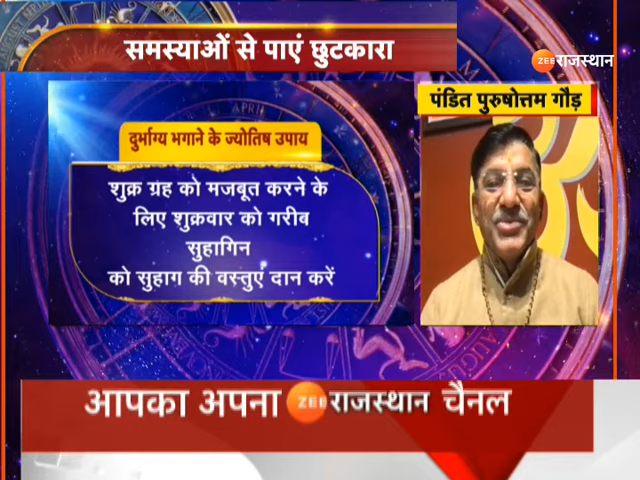 समस्याओं से पाएं छुटकारा
ZEE राजस्थान
पंडित पुरुषोत्तम गौड़
दुर्भाग्य भगाने के ज्योतिष उपाय
शुक्र ग्रह को मजबूत करने के
लिए शुक्रवार को गरीब
सुहागिन
को सुहाग की वस्तुएं दान करें
APRIL
आपका अपना ZEE राजस्थान चैनल